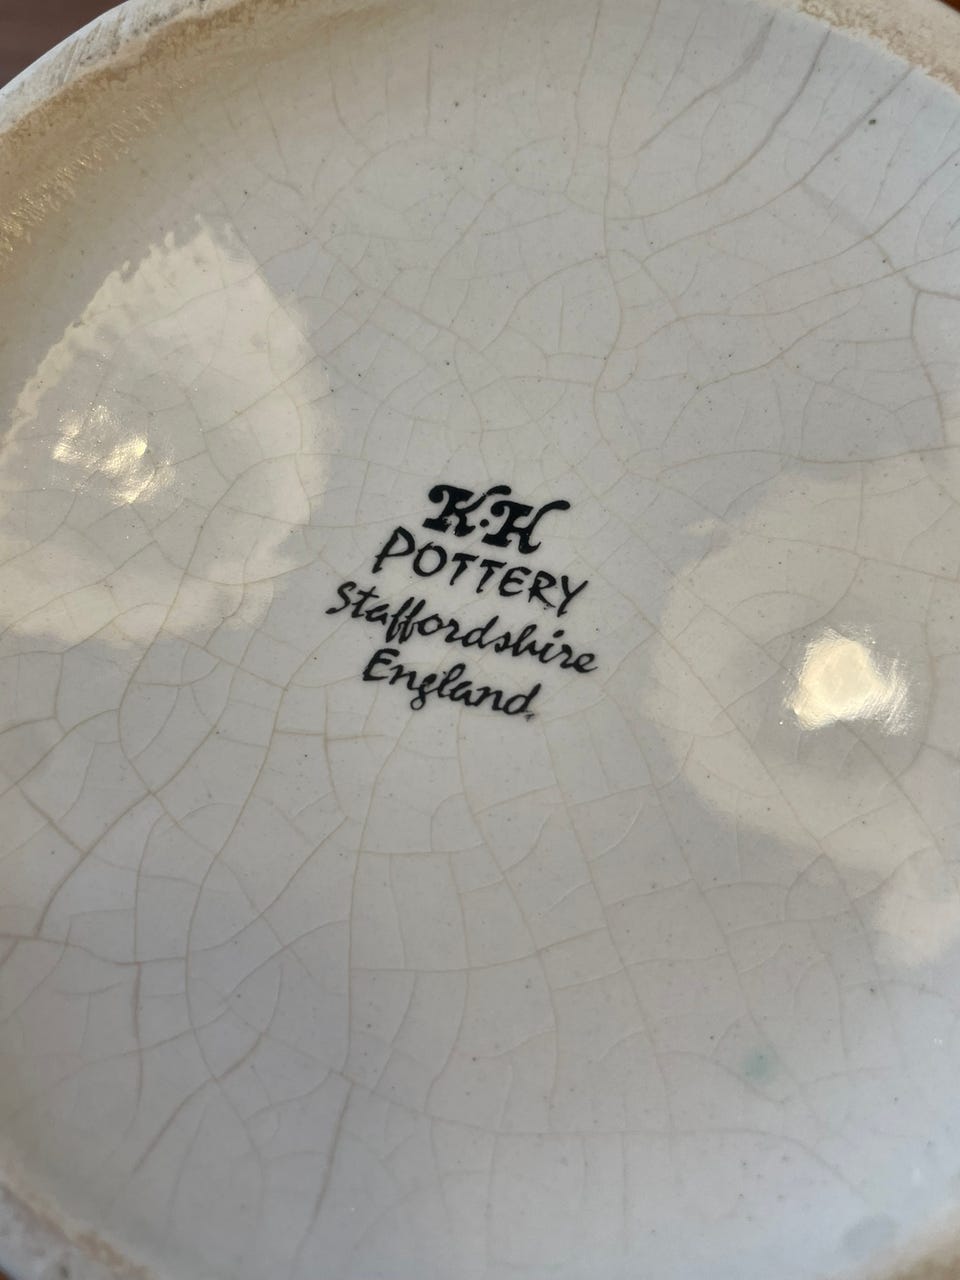 K·H
POTTERY
Staffordshire
England.